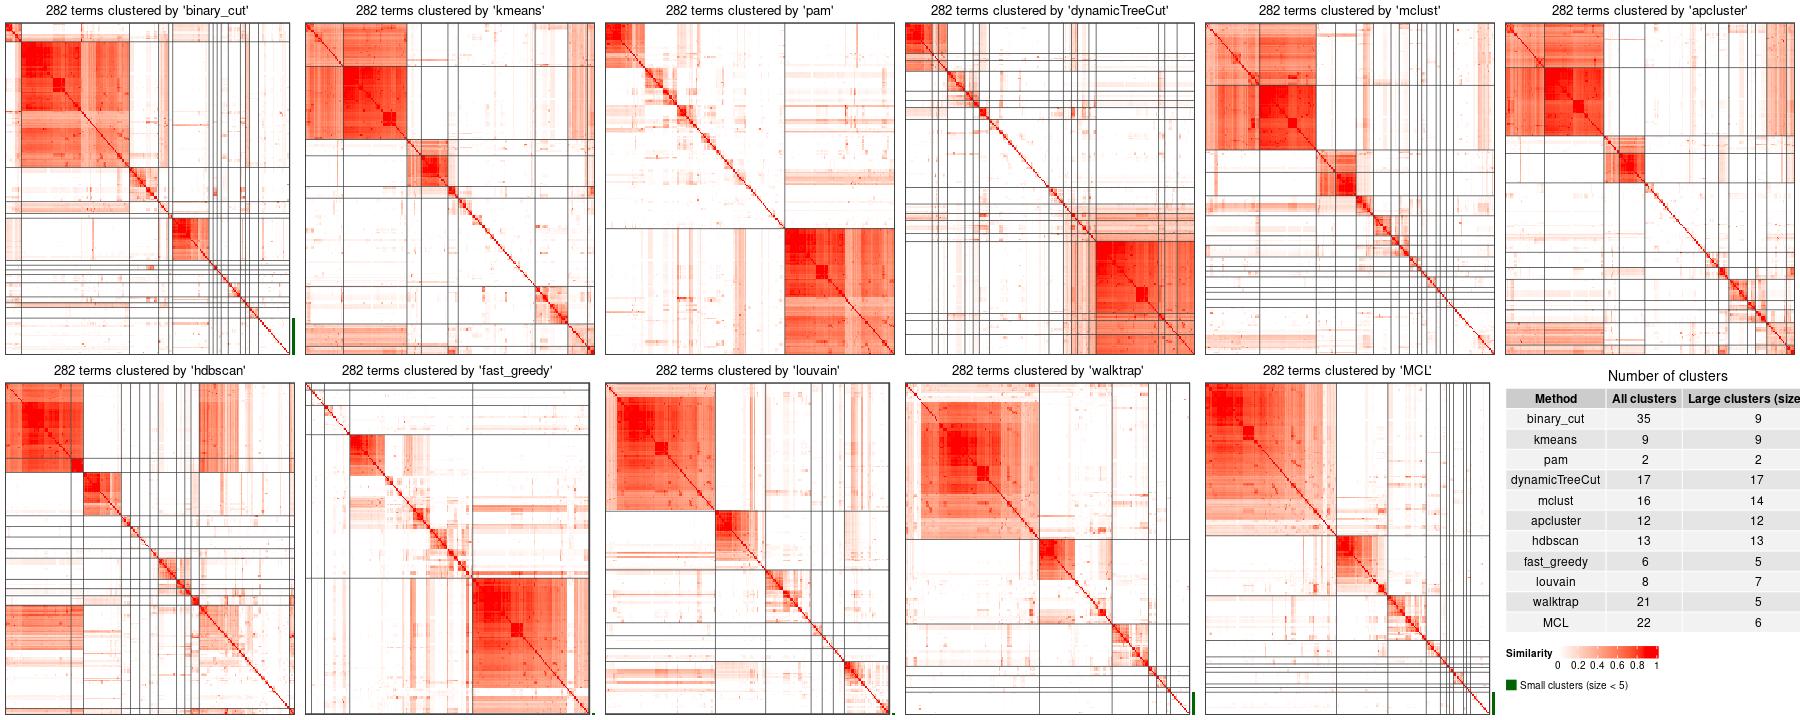 282 terms clustered by 'binary_cut'
282 terms clustered by 'kmeans'
282 terms clustered by 'pam'
282 terms clustered by 'dynamicTreeCut'
282 terms clustered by 'mclust'
282 terms clustered by 'apcluster'
282 terms clustered by 'hdbscan'
282 terms clustered by 'fast_greedy'
282 terms clustered by 'louvain'
282 terms clustered by 'walktrap'
282 terms clustered by 'MCL'
Number of clusters
Method All clusters Large clusters (size
binary_cut 35 9
kmeans 9 9
pam 2 2
dynamicTreeCut 17 17
mclust 16 14
apcluster 12 12
hdbscan 13 13
fast_greedy 6 5
louvain 8 7
walktrap 21 5
MCL 22 6
Similarity
0 0.2 0.4 0.6 0.8 1
Small clusters (size < 5)